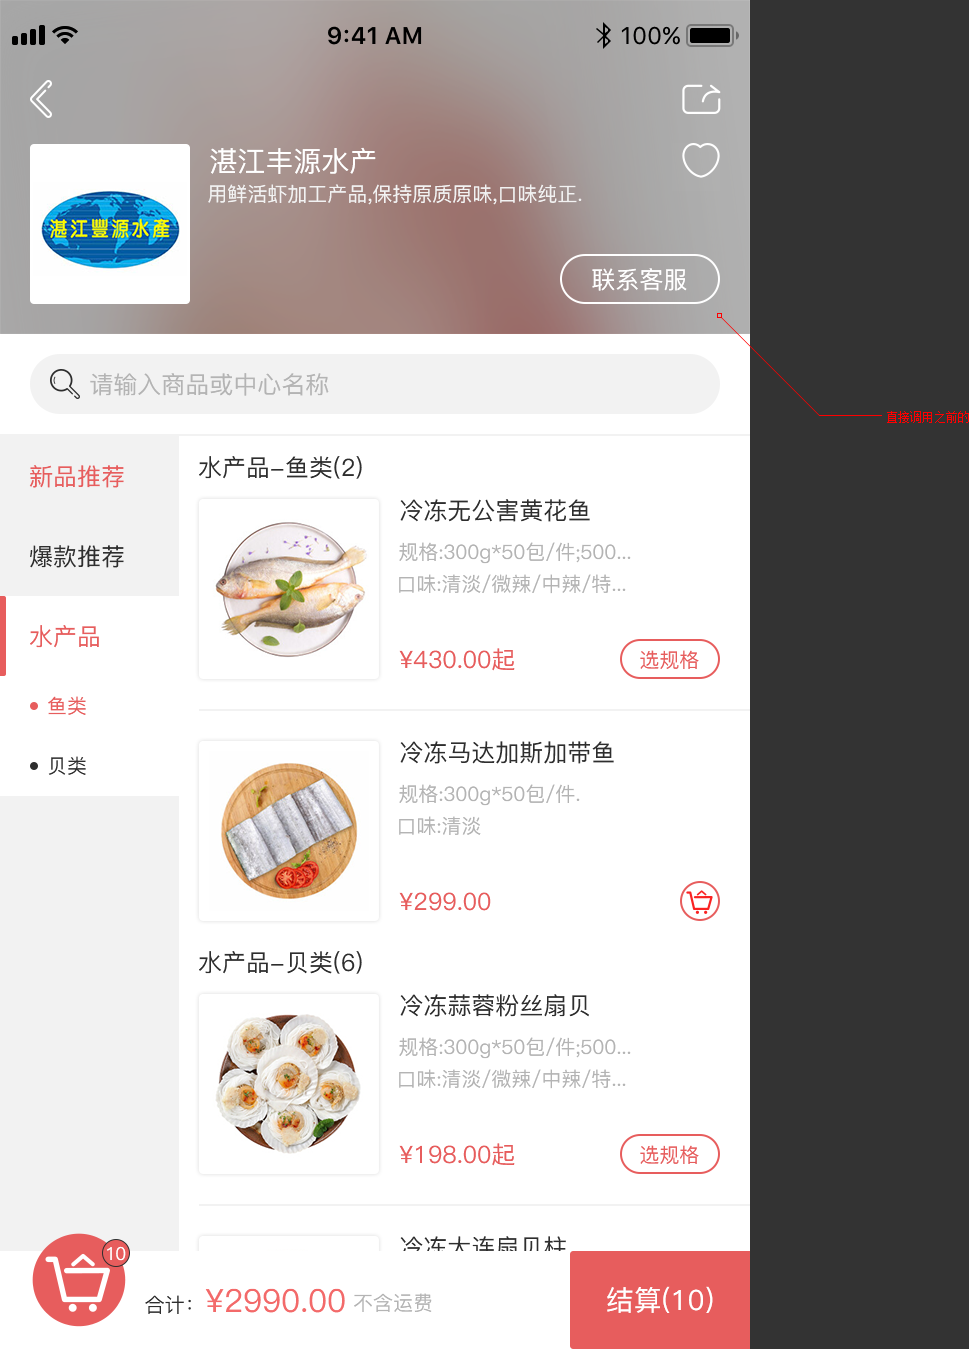 9:41 AM
100%
湛江丰源水产
用鲜活虾加工产品,保持原质原味,口味纯正.
湛江豐源水產
联系客服
请输入商品或中心名称
直接调用之前的
新品推荐
爆款推荐
水产品
鱼类
贝类
水产品-鱼类(2)
冷冻无公害黄花鱼
规格:300g*50包/件;500...
口味:清淡/微辣/中辣/特...
¥430.00起
选规格
冷冻马达加斯加带鱼
规格:300g*50包/件.
口味:清淡
¥299.00
水产品-贝类(6)
冷冻蒜蓉粉丝扇贝
规格:300g*50包/件;500...
口味:清淡/微辣/中辣/特...
¥198.00起
选规格
冷冻大连扇贝柱
10
合计：¥2990.00 不含运费
结算(10)